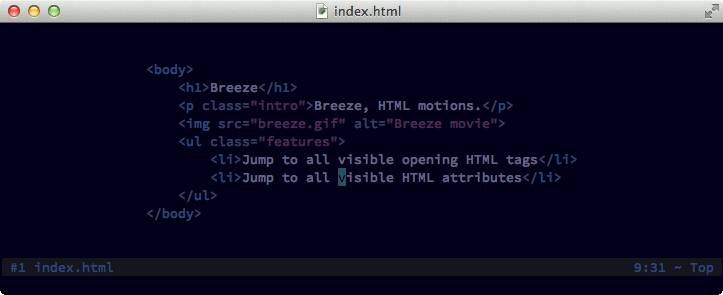 index.html
<body>
<h1>Breeze</h1>
<p class="intro">Breeze, HTML motions.</p>
<img src="breeze.gif" alt="Breeze movie">
<ul class="features">
<li>Jump to all visible opening HTML tags</li>
<li>Jump to all visible HTML attributes</li>
</ul>
</body>
#1 index.html 9:31 ~ Top